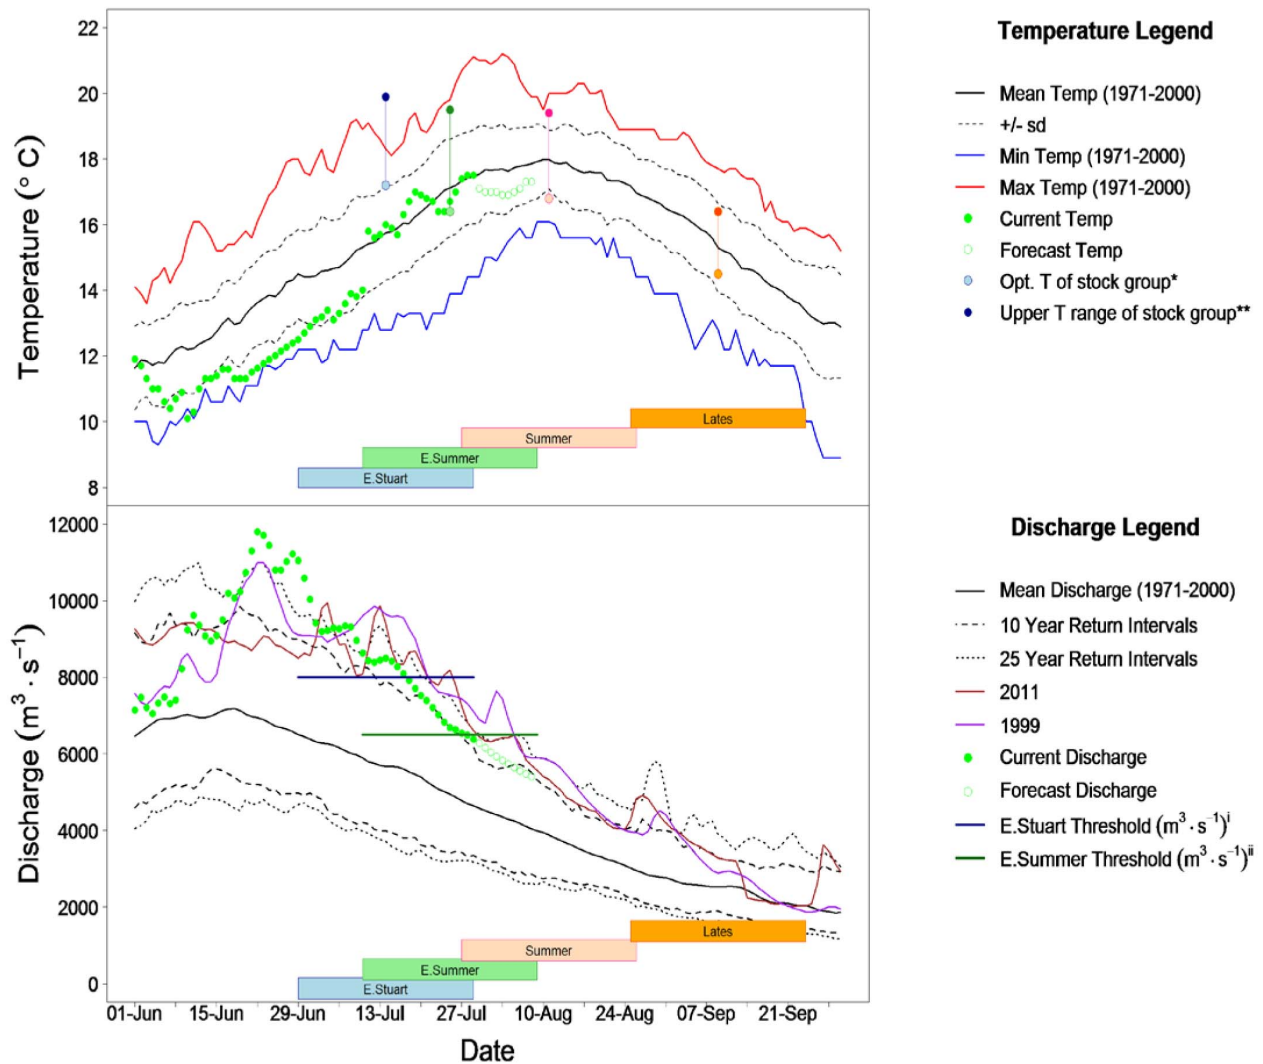 22
20
18
16
14
12
10
8
Temperature (° C)
Lates
Summer
E.Summer
E.Stuart
Temperature Legend
Mean Temp (1971-2000)
+/- sd
Min Temp (1971-2000)
Max Temp (1971-2000)
Current Temp
Forecast Temp
Opt. T of stock group*
Upper T range of stock group**
12000
10000
8000
6000
4000
2000
0
Discharge (m³ · s⁻¹)
Lates
Summer
E.Summer
E.Stuart
01-Jun 15-Jun 29-Jun 13-Jul 27-Jul 10-Aug 24-Aug 07-Sep 21-Sep
Date
Discharge Legend
Mean Discharge (1971-2000)
10 Year Return Intervals
25 Year Return Intervals
2011
1999
Current Discharge
Forecast Discharge
E.Stuart Threshold (m³ · s⁻¹)ⁱ
E.Summer Threshold (m³ · s⁻¹)ⁱⁱ